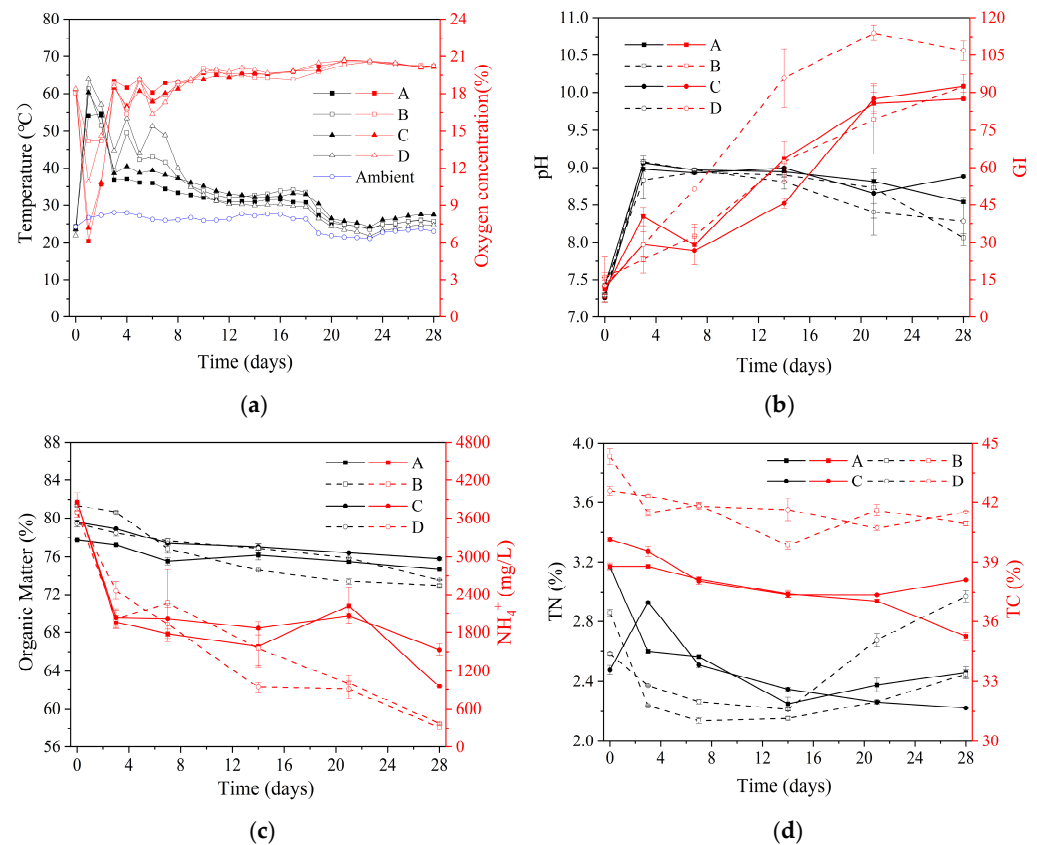 80
70
60
50
40
30
20
10
0
Temperature (℃)
24
21
18
15
12
9
6
3
0
Oxygen concentration(%)
A
B
C
D
Ambient
0 4 8 12 16 20 24 28
Time (days)
(a)
11.0
10.5
10.0
9.5
9.0
8.5
8.0
7.5
7.0
pH
120
105
90
75
60
45
30
15
0
GI
A
B
C
D
0 4 8 12 16 20 24 28
Time (days)
(b)
88
84
80
76
72
68
64
60
56
Organic Matter (%)
4800
4200
3600
3000
2400
1800
1200
600
0
NH₄⁺ (mg/L)
A
B
C
D
0 4 8 12 16 20 24 28
Time (days)
(c)
4.0
3.6
3.2
2.8
2.4
2.0
TN (%)
45
42
39
36
33
30
TC (%)
A B
C D
0 4 8 12 16 20 24 28
Time (days)
(d)